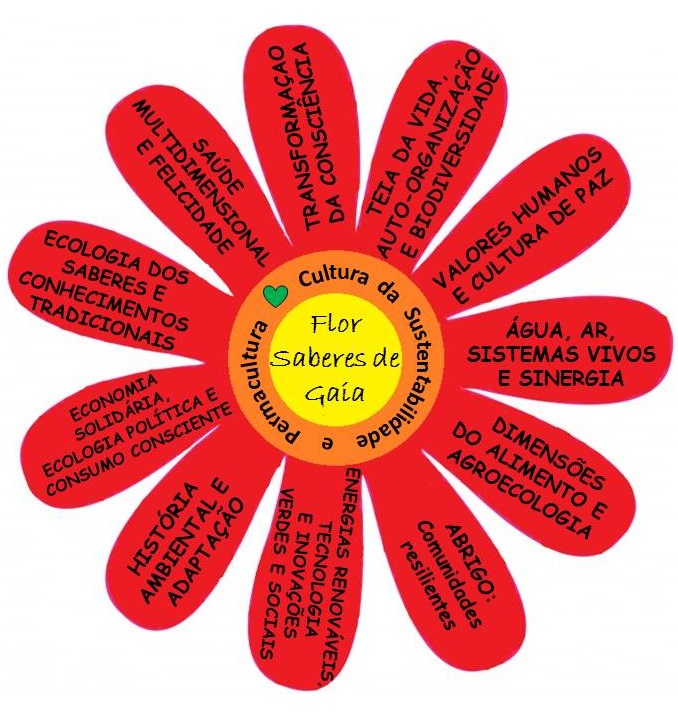 Flor
Saberes de
Gaia
Cultura da Sustentabilidade e Permacultura
TRANSFORMAÇAO
DA CONSCIÊNCIA
TEIA DA VIDA,
AUTO-ORGANIZAÇÃO
E BIODIVERSIDADE
VALORES HUMANOS
E CULTURA DE PAZ
ÁGUA, AR,
SISTEMAS VIVOS
E SINERGIA
DIMENSÕES
DO ALIMENTO E
AGROECOLOGIA
ABRIGO:
Comunidades
resilientes
ENERGIAS RENOVÁVEIS,
TECNOLOGIA
E INOVAÇÕES
VERDES E SOCIAIS
HISTÓRIA
AMBIENTAL E
ADAPTAÇÃO
ECONOMIA
SOLIDÁRIA,
ECOLOGIA POLÍTICA E
CONSUMO CONSCIENTE
ECOLOGIA DOS
SABERES E
CONHECIMENTOS
TRADICIONAIS
SAÚDE
MULTIDIMENSIONAL
E FELICIDADE